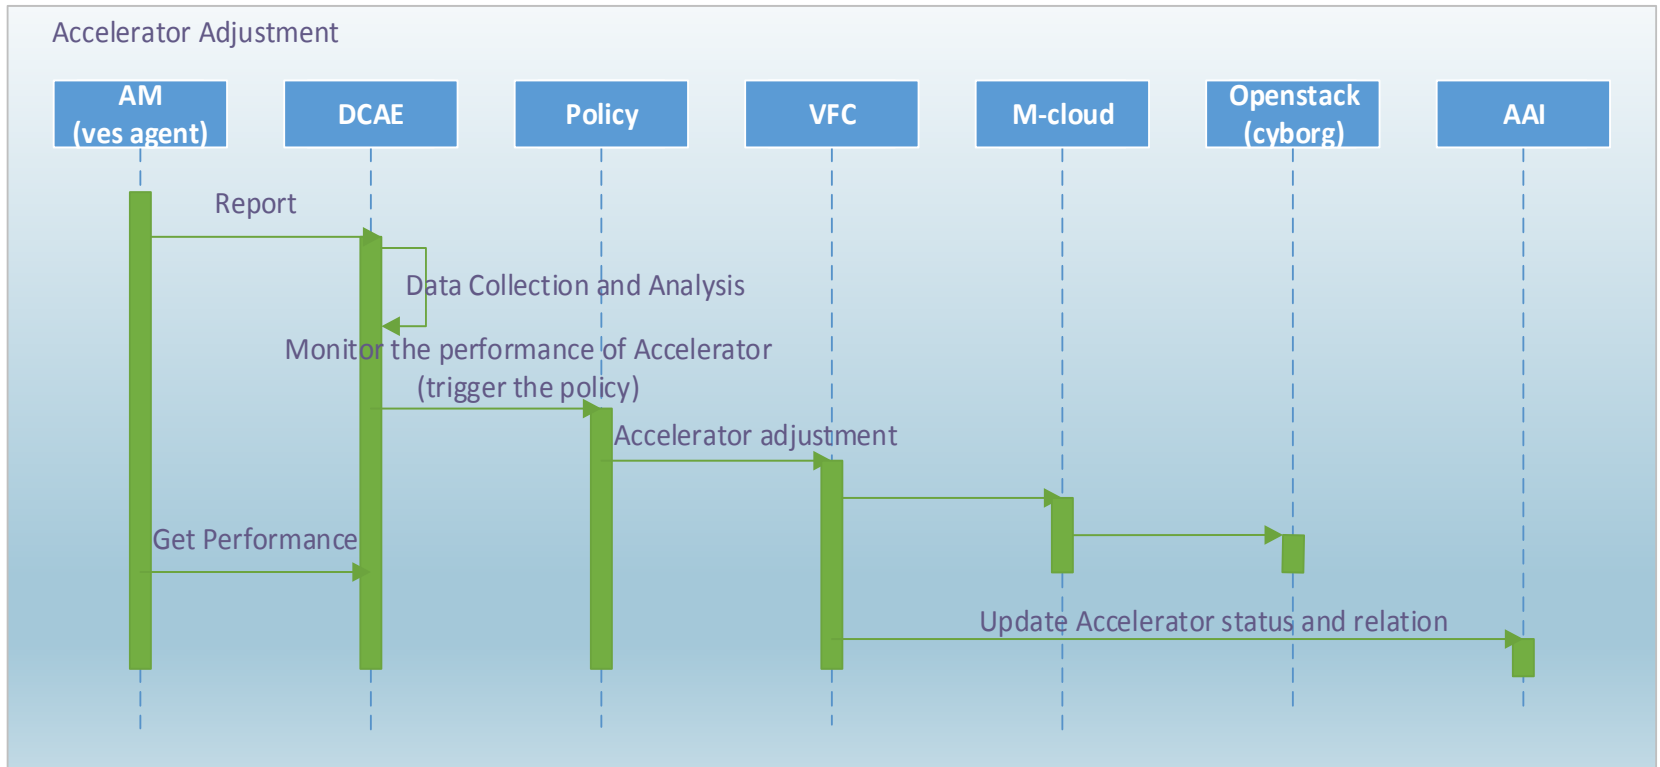 Accelerator Adjustment
AM
(ves agent)
DCAE
Policy
VFC
M-cloud
Openstack
(cyborg)
AAI
Report
Data Collection and Analysis
Monitor the performance of Accelerator
(trigger the policy)
Accelerator adjustment
Get Performance
Update Accelerator status and relation